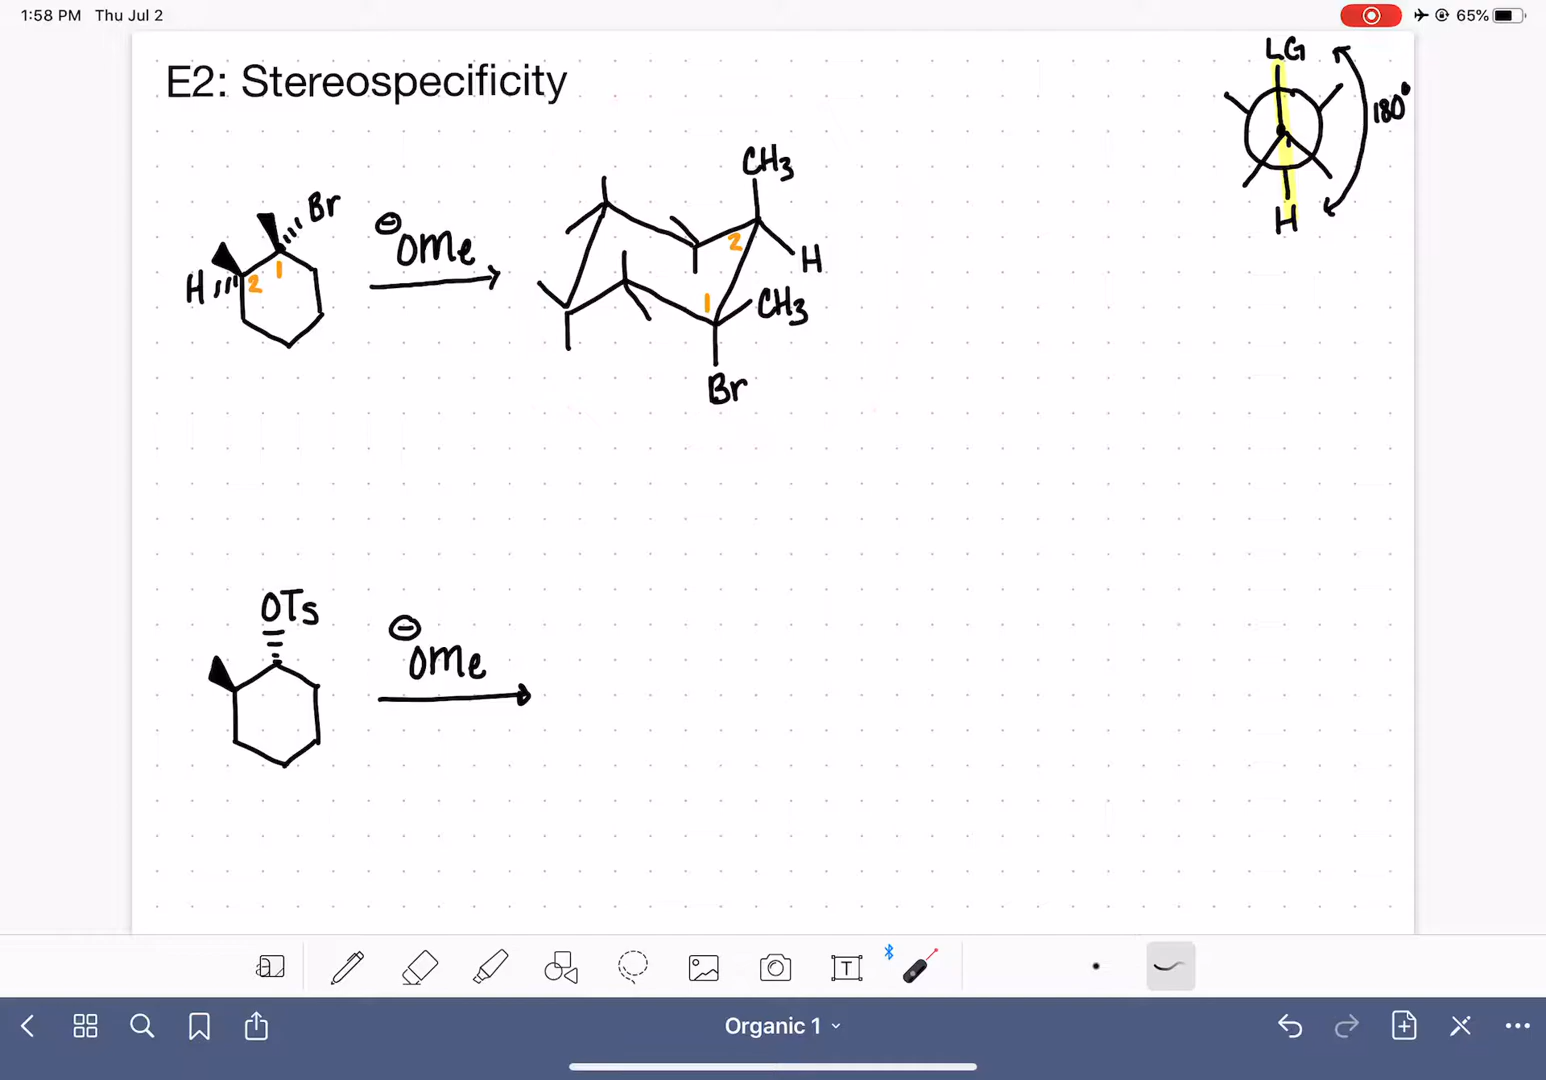 1:58 PM Thu Jul 2
65%
E2: Stereospecificity
LG
180°
H
CH3
Br
⊖
OMe
H
1
2
2
H
1
CH3
Br
OTs
⊖
OMe
T
Organic 1